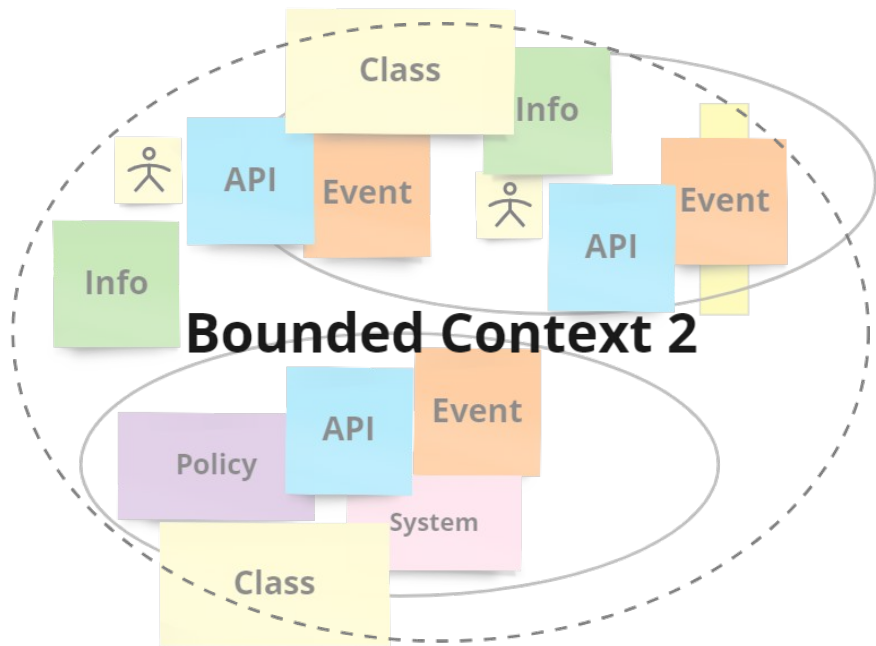 Class
Info
API
Event
Event
API
Info
Bounded Context 2
Event
API
Policy
System
Class